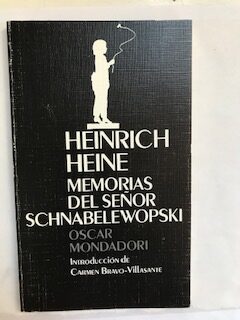 HEINRICH
HEINE
MEMORIAS
DEL SEÑOR
SCHNABELEWOPSKI
OSCAR
MONDADORI
INTRODUCCIÓN DE
CARMEN BRAVO-VILLASANTE